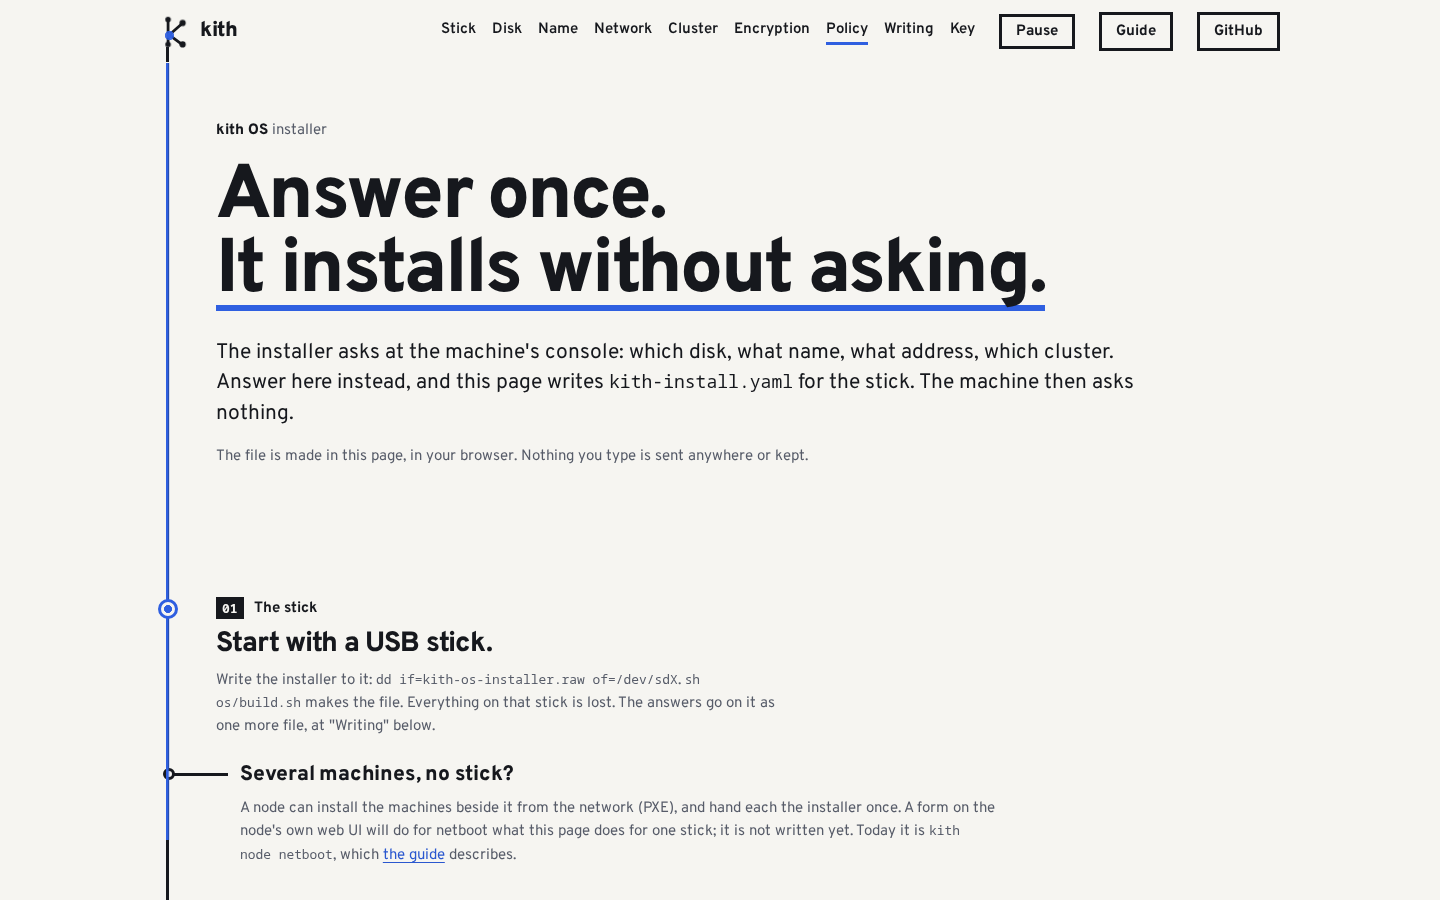 kith
Stick Disk Name Network Cluster Encryption Policy Writing Key Pause Guide GitHub
kith OS installer
Answer once.
It installs without asking.
The installer asks at the machine's console: which disk, what name, what address, which cluster.
Answer here instead, and this page writes kith-install.yaml for the stick. The machine then asks
nothing.
The file is made in this page, in your browser. Nothing you type is sent anywhere or kept.
01 The stick
Start with a USB stick.
Write the installer to it: dd if=kith-os-installer.raw of=/dev/sdX. sh
os/build.sh makes the file. Everything on that stick is lost. The answers go on it as
one more file, at "Writing" below.
Several machines, no stick?
A node can install the machines beside it from the network (PXE), and hand each the installer once. A form on the
node's own web UI will do for netboot what this page does for one stick; it is not written yet. Today it is kith
node netboot, which the guide describes.